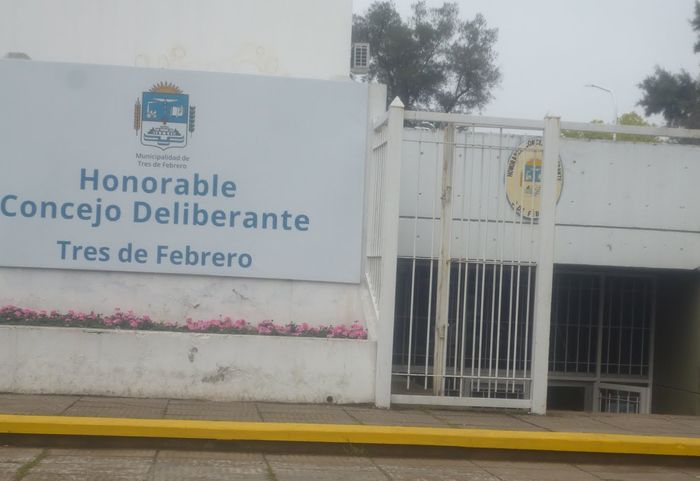 Municipalidad de
Tres de Febrero
Honorable
Concejo Deliberante
Tres de Febrero